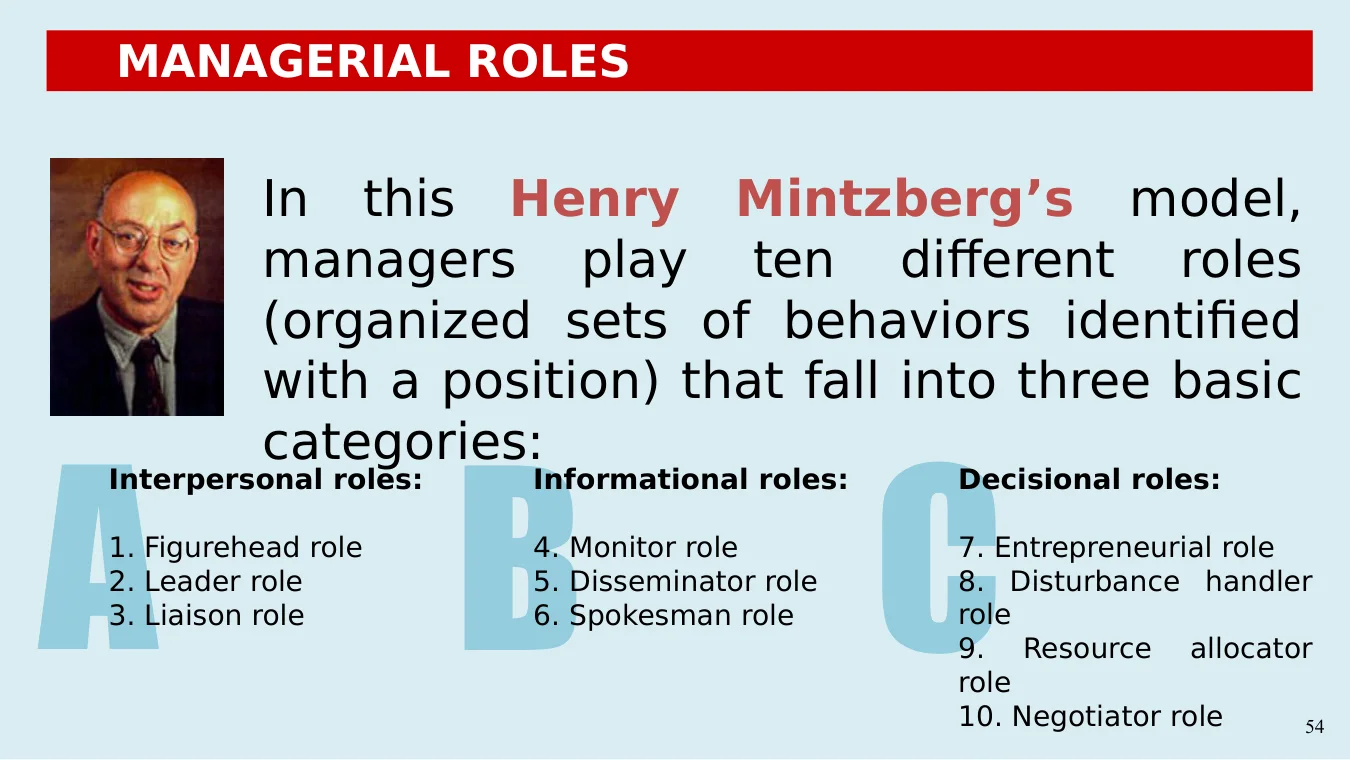 MANAGERIAL ROLES
In this Henry Mintzberg’s model,
managers play ten different roles
(organized sets of behaviors identified
with a position) that fall into three basic
categories:
A
Interpersonal roles:
1. Figurehead role
2. Leader role
3. Liaison role
B
Informational roles:
4. Monitor role
5. Disseminator role
6. Spokesman role
C
Decisional roles:
7. Entrepreneurial role
8. Disturbance handler
role
9. Resource allocator
role
10. Negotiator role
54